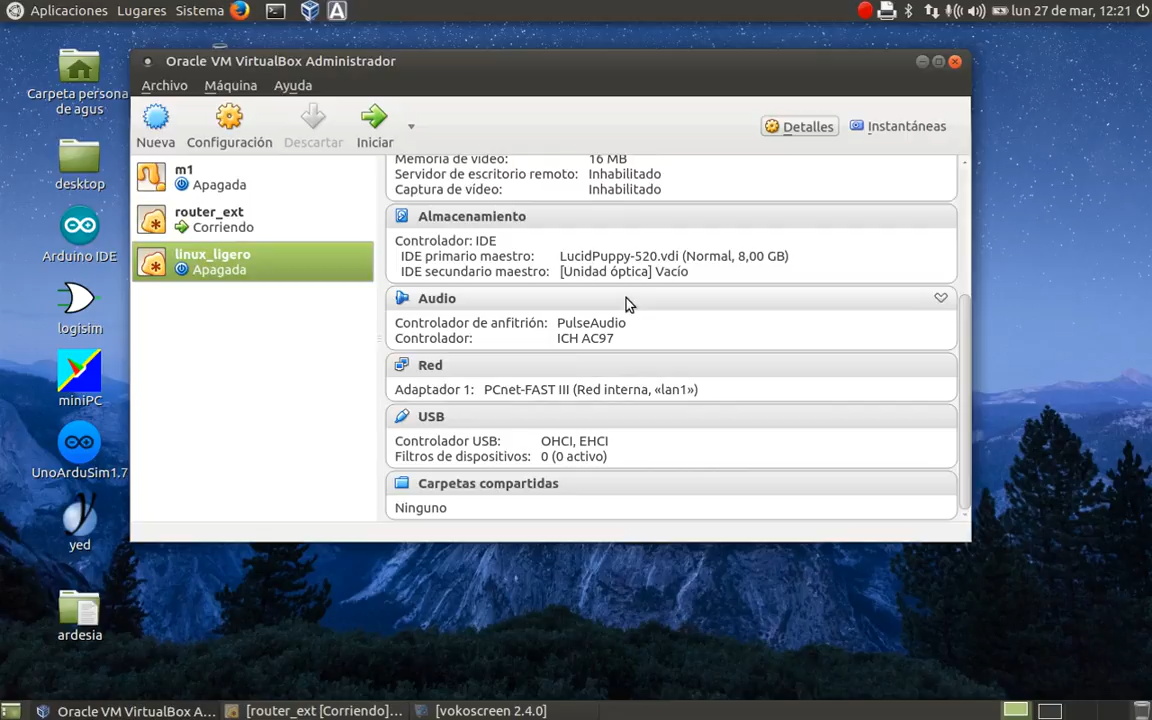 Aplicaciones Lugares Sistema lun 27 de mar, 12:21
Oracle VM VirtualBox Administrador
Archivo Máquina Ayuda
Nueva Configuración Descartar Iniciar Detalles Instantáneas
Carpeta persona
de agus
desktop
Arduino IDE
logisim
miniPC
UnoArduSim1.7
yed
ardesia
m1
Apagada
router_ext
Corriendo
linux_ligero
Apagada
Memoria de vídeo: 16 MB
Servidor de escritorio remoto: Inhabilitado
Captura de vídeo: Inhabilitado
Almacenamiento
Controlador: IDE
IDE primario maestro: LucidPuppy-520.vdi (Normal, 8,00 GB)
IDE secundario maestro: [Unidad óptica] Vacío
Audio
Controlador de anfitrión: PulseAudio
Controlador: ICH AC97
Red
Adaptador 1: PCnet-FAST III (Red interna, «lan1»)
USB
Controlador USB: OHCI, EHCI
Filtros de dispositivos: 0 (0 activo)
Carpetas compartidas
Ninguno
Oracle VM VirtualBox A... [router_ext [Corriendo]... [vokoscreen 2.4.0]